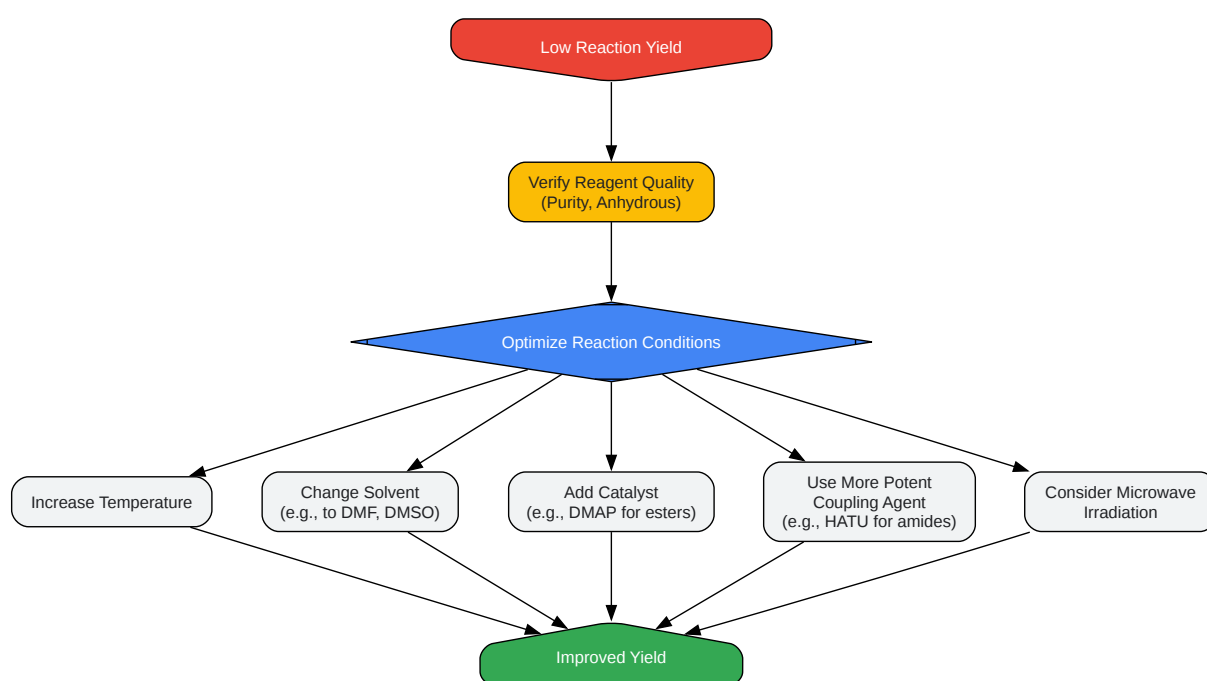 Low Reaction Yield
Verify Reagent Quality
(Purity, Anhydrous)
Optimize Reaction Conditions
Increase Temperature
Change Solvent
(e.g., to DMF, DMSO)
Add Catalyst
(e.g., DMAP for esters)
Use More Potent
Coupling Agent
(e.g., HATU for amides)
Consider Microwave
Irradiation
Improved Yield